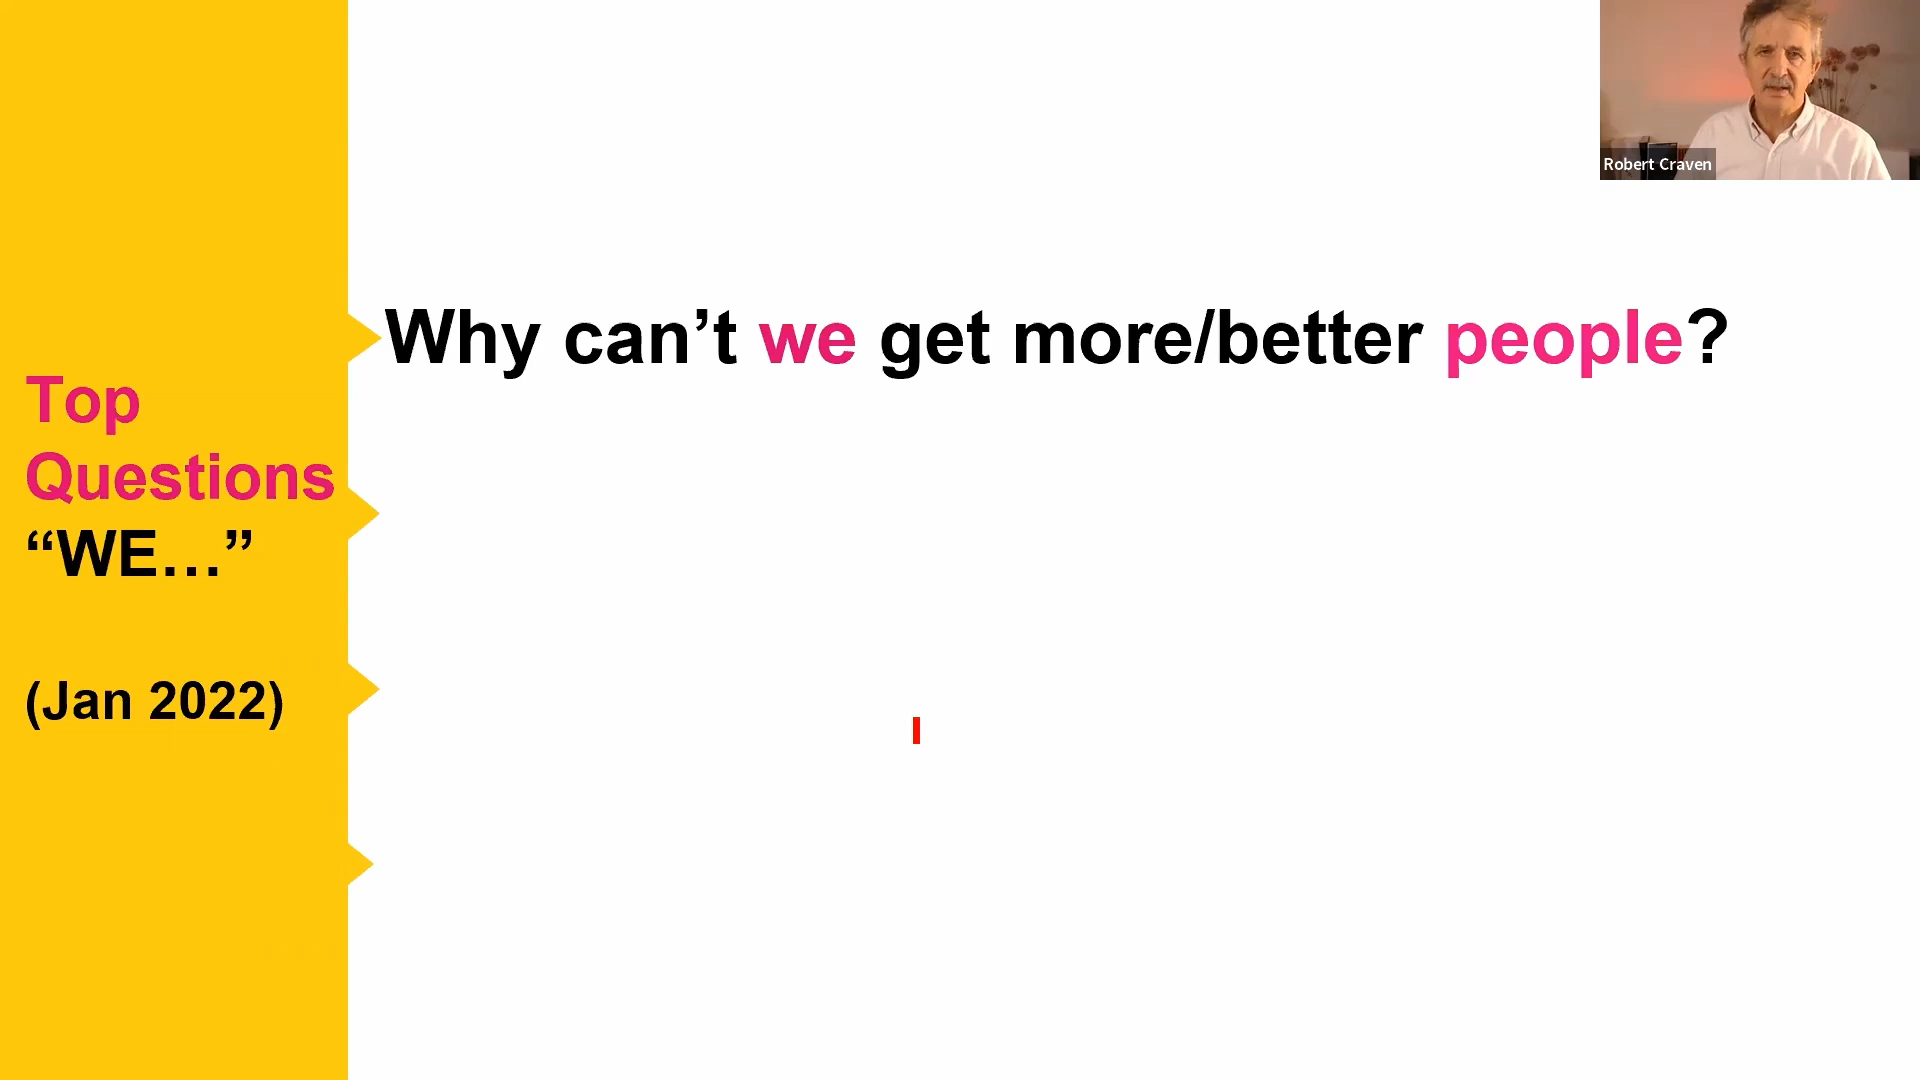 Robert Craven
Why can’t we get more/better people?
Top
Questions
“WE…”
(Jan 2022)